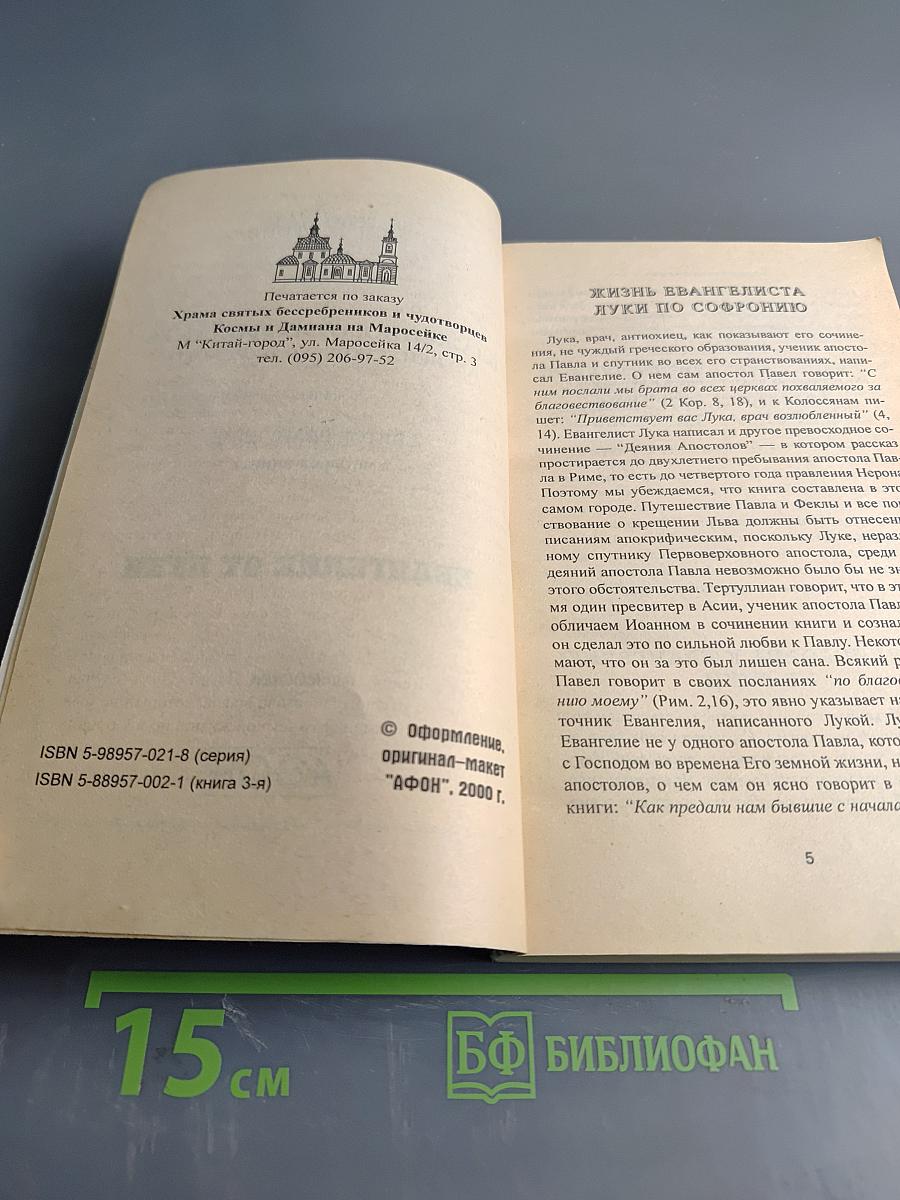 Печатается по заказу
Храма святых бессребреников и чудотворцев
Космы и Дамиана на Маросейке
М “Китай-город”, ул. Маросейка 14/2, стр. 3
тел. (095) 206-97-52
ISBN 5-98957-021-8 (серия)
ISBN 5-88957-002-1 (книга 3-я)
© Оформление,
оригинал-макет
"АФОН", 2000 г.
ЖИЗНЬ ЕВАНГЕЛИСТА
ЛУКИ ПО СОФРОНИЮ
Лука, врач, антиохиец, как показывают его сочине-
ния, не чуждый греческого образования, ученик апосто-
ла Павла и спутник во всех его странствованиях, напи-
сал Евангелие. О нем сам апостол Павел говорит: “С
ним послали мы брата во всех церквах похваляемого за
благовествование” (2 Кор. 8, 18), и к Колоссянам пи-
шет: “Приветствует вас Лука, врач возлюбленный” (4,
14). Евангелист Лука написал и другое превосходное со-
чинение — “Деяния Апостолов” — в котором рассказ
простирается до двухлетнего пребывания апостола Пав-
ла в Риме, то есть до четвертого года правления Нерона
Поэтому мы убеждаемся, что книга составлена в это
самом городе. Путешествие Павла и Феклы и все пов
ствование о крещении Льва должны быть отнесен
писаниям апокрифическим, поскольку Луке, нераз
ному спутнику Первоверховного апостола, среди
деяний апостола Павла невозможно было бы не зн
этого обстоятельства. Тертуллиан говорит, что в эт
мя один пресвитер в Асии, ученик апостола Павл
обличаем Иоанном в сочинении книги и сознал
он сделал это по сильной любви к Павлу. Некото
мают, что он за это был лишен сана. Всякий р
Павел говорит в своих посланиях “по благов
нию моему” (Рим. 2,16), это явно указывает н
точник Евангелия, написанного Лукой. Лу
Евангелие не у одного апостола Павла, кото
с Господом во времена Его земной жизни, н
апостолов, о чем сам он ясно говорит в
книги: “Как предали нам бывшие с начала
5
15 см
БФ БИБЛИОФАН